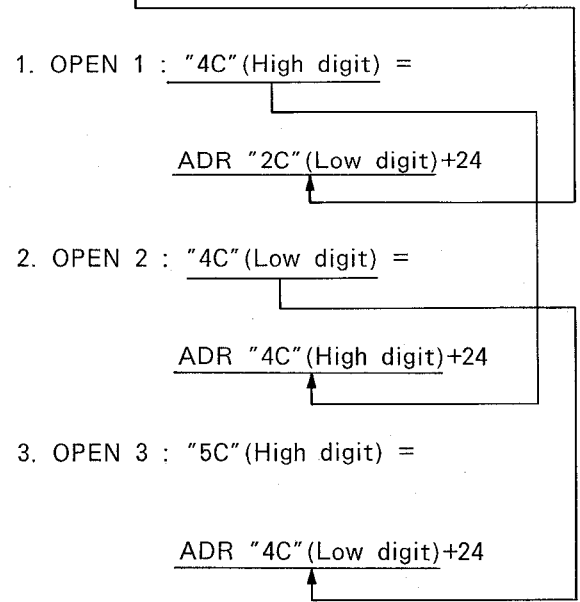 1. OPEN 1 : "4C"(High digit) =
ADR "2C"(Low digit)+24
2. OPEN 2 : "4C"(Low digit) =
ADR "4C"(High digit)+24
3. OPEN 3 : "5C"(High digit) =
ADR "4C"(Low digit)+24